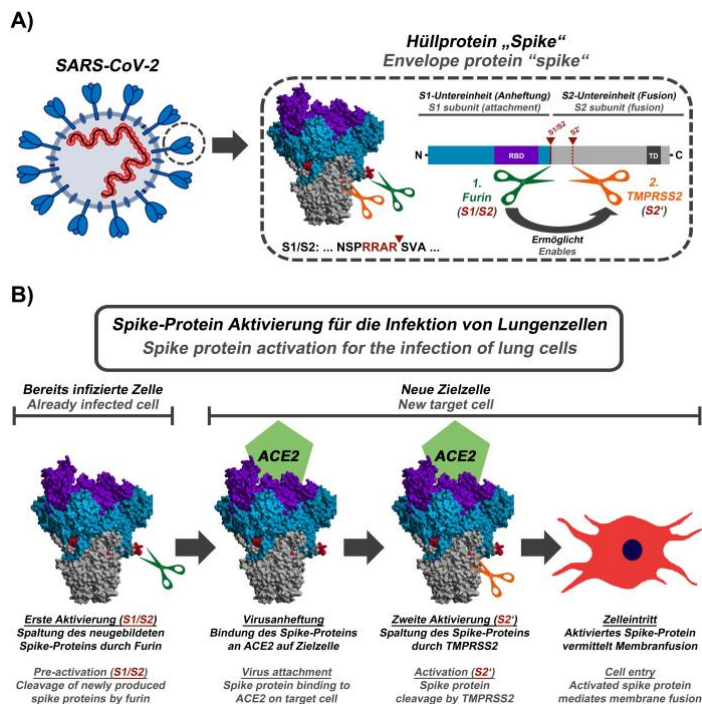 A)
SARS-CoV-2
Hüllprotein „Spike“
Envelope protein “spike“
S1-Untereinheit (Anheftung)
S1 subunit (attachment)
S2-Untereinheit (Fusion)
S2 subunit (fusion)
S1/S2
S2'
N
RBD
TD
C
1.
Furin
(S1/S2)
2.
TMPRSS2
(S2‘)
Ermöglicht
Enables
S1/S2: ... NSPRRAR SVA ...
B)
Spike-Protein Aktivierung für die Infektion von Lungenzellen
Spike protein activation for the infection of lung cells
Bereits infizierte Zelle
Already infected cell
Neue Zielzelle
New target cell
ACE2
ACE2
Erste Aktivierung (S1/S2)
Spaltung des neugebildeten
Spike-Proteins durch Furin
Pre-activation (S1/S2)
Cleavage of newly produced
spike proteins by furin
Virusanheftung
Bindung des Spike-Proteins
an ACE2 auf Zielzelle
Virus attachment
Spike protein binding to
ACE2 on target cell
Zweite Aktivierung (S2‘)
Spaltung des Spike-Proteins
durch TMPRSS2
Activation (S2‘)
Spike protein
cleavage by TMPRSS2
Zelleintritt
Aktiviertes Spike-Protein
vermittelt Membranfusion
Cell entry
Activated spike protein
mediates membrane fusion